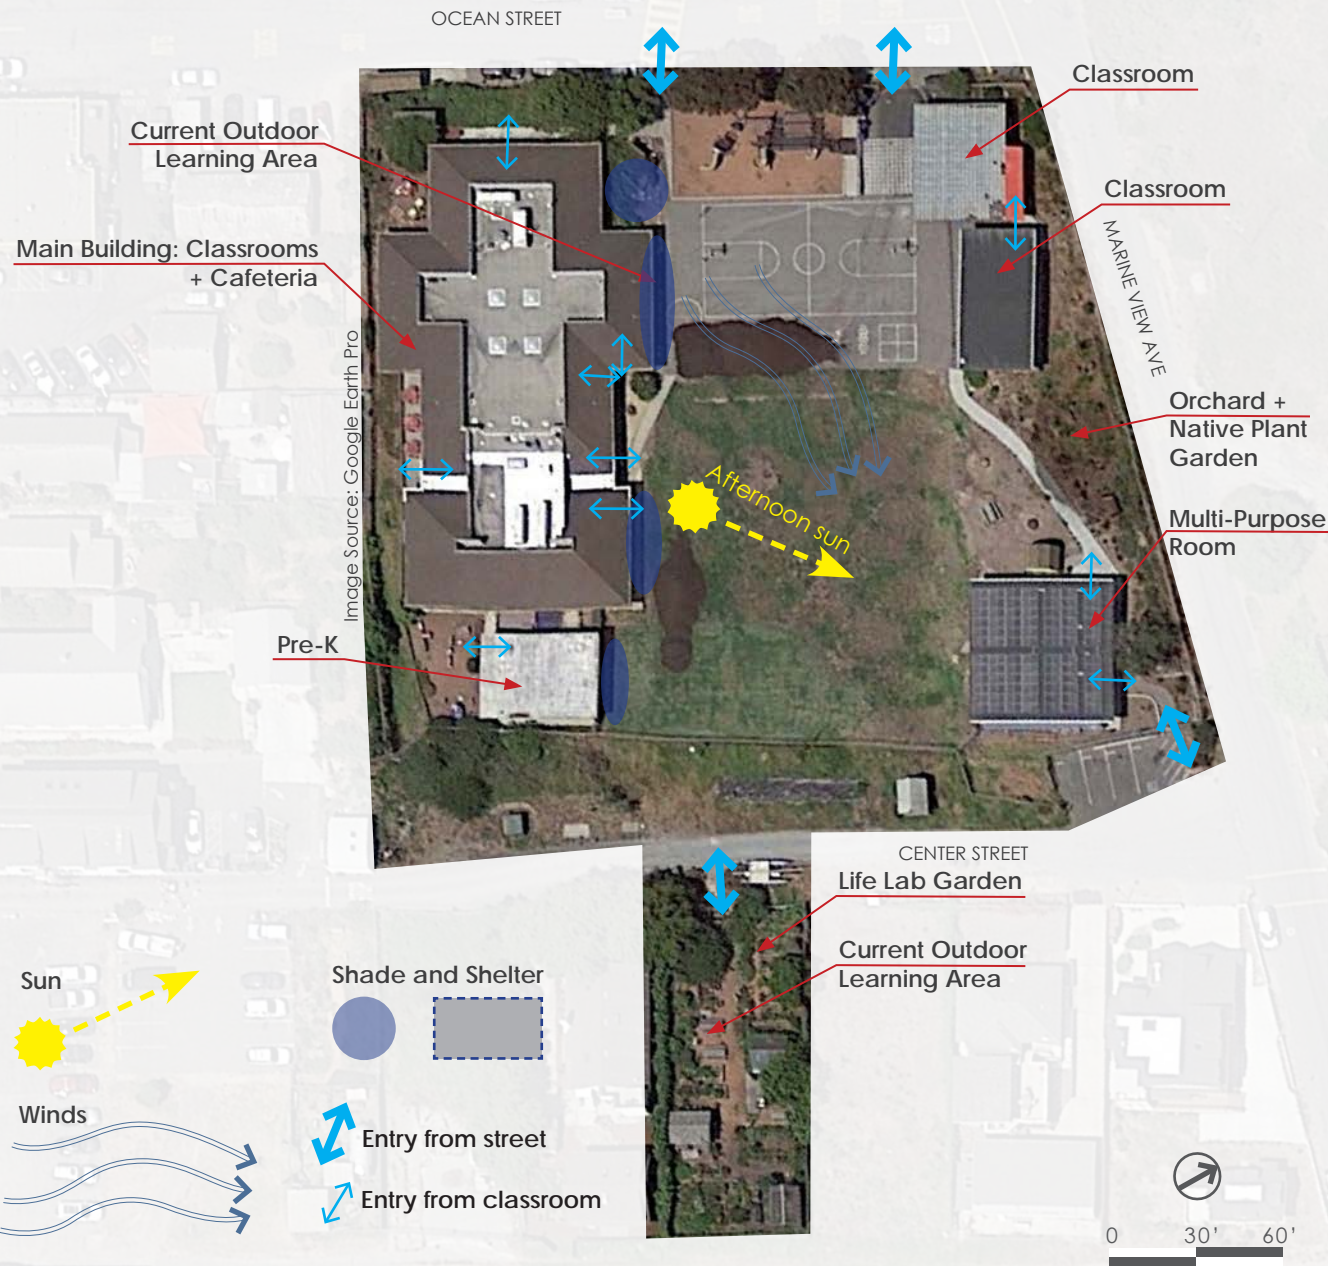 OCEAN STREET
Classroom
Current Outdoor
Learning Area
Classroom
Main Building: Classrooms
+ Cafeteria
MARINE VIEW AVE
Image Source: Google Earth Pro
Orchard +
Native Plant
Garden
Afternoon sun
Multi-Purpose
Room
Pre-K
CENTER STREET
Life Lab Garden
Current Outdoor
Learning Area
Sun
Shade and Shelter
Winds
Entry from street
Entry from classroom
0 30' 60'